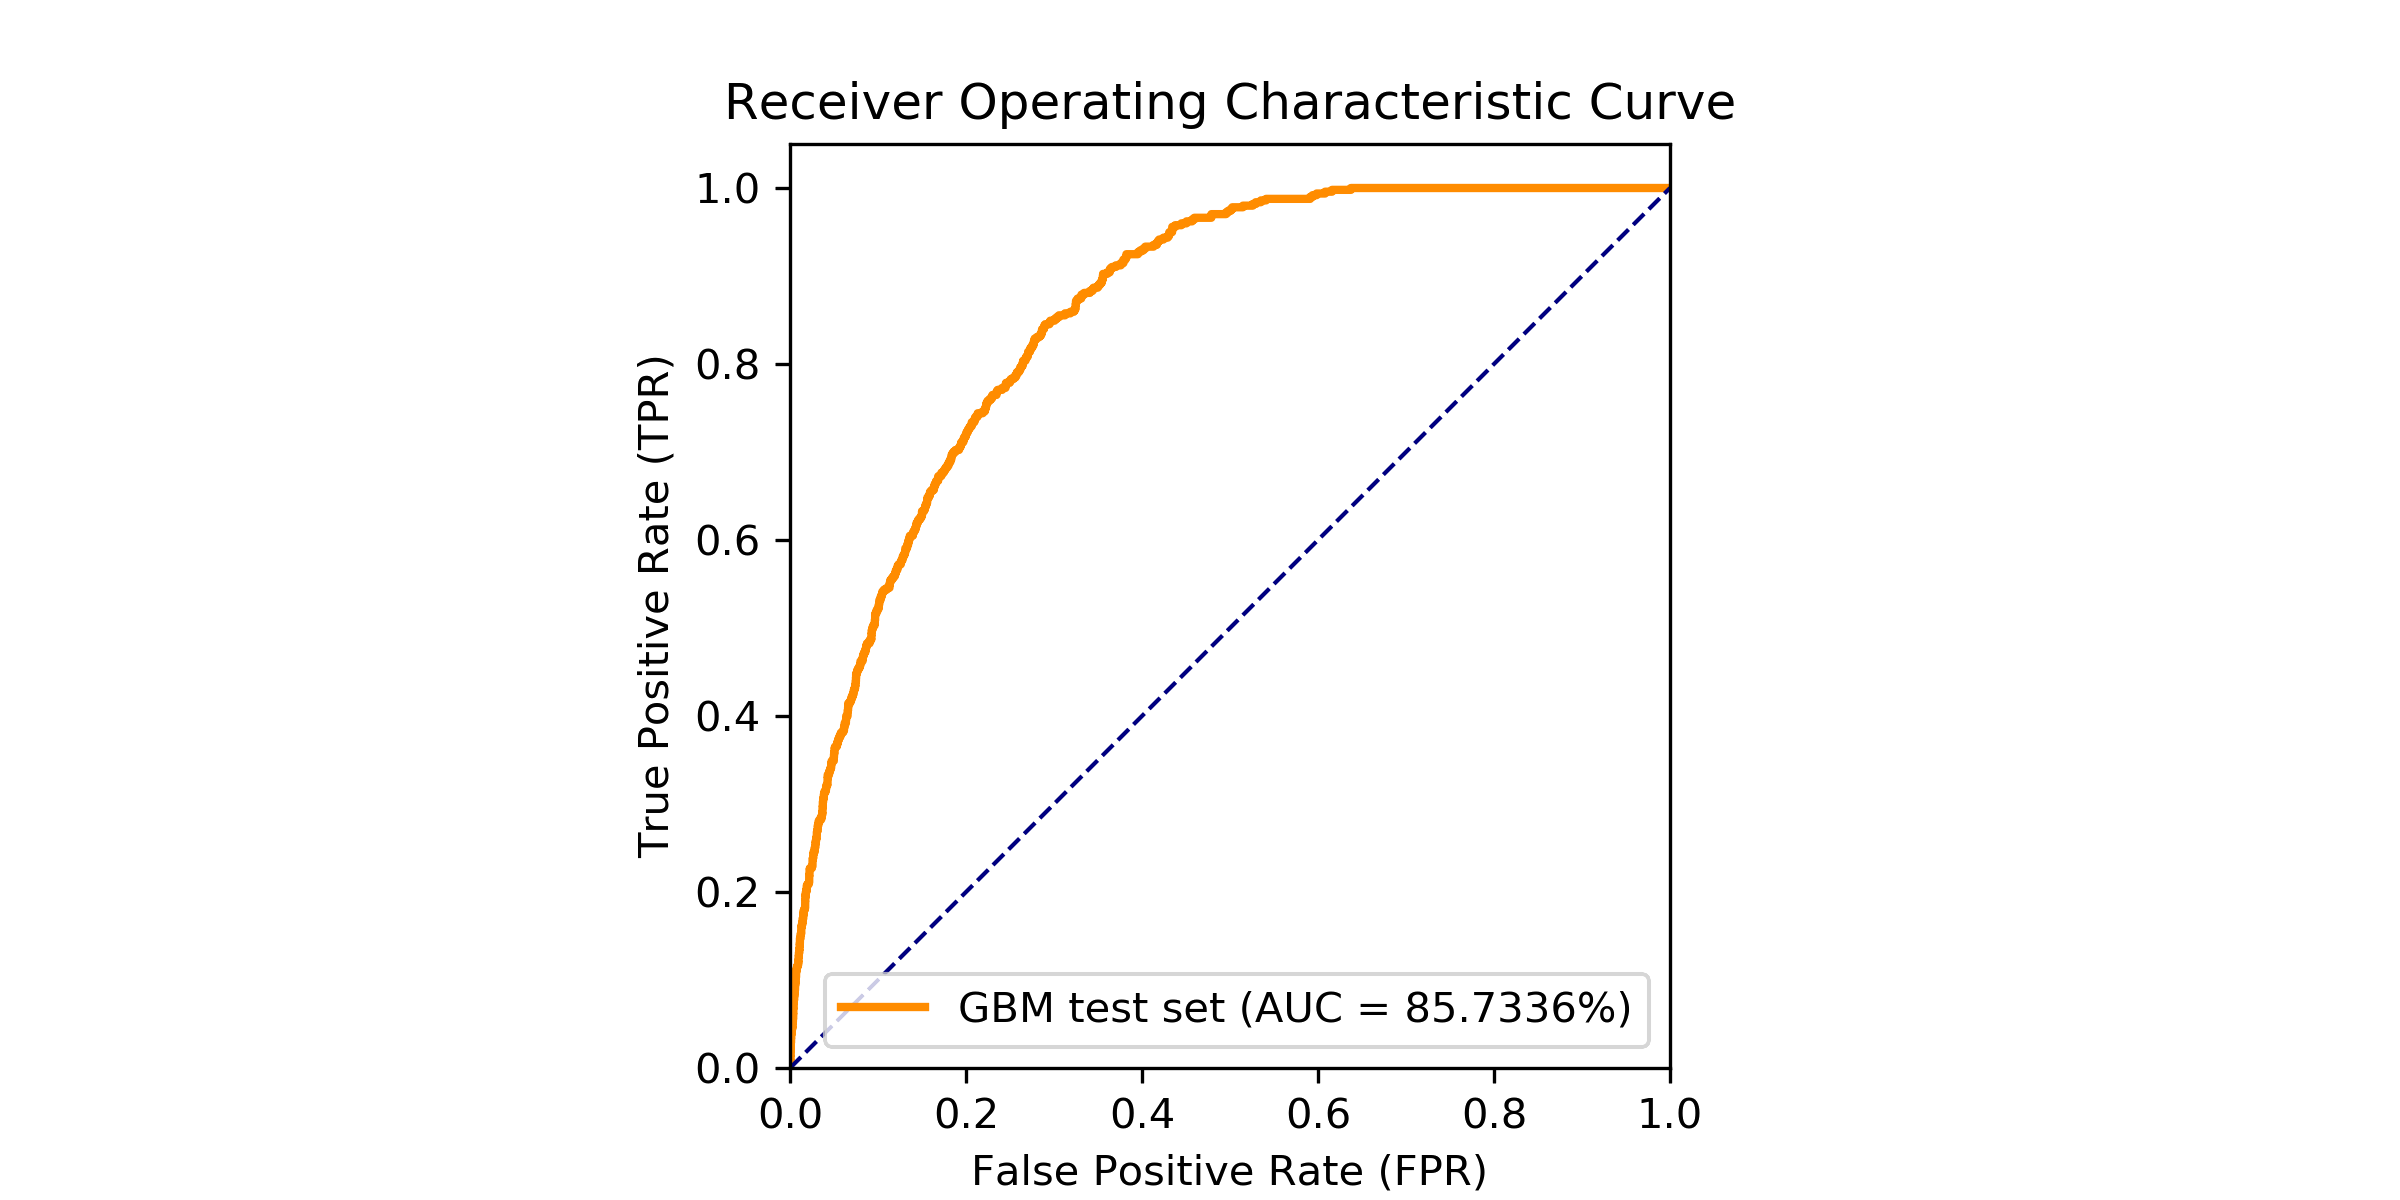 Receiver Operating Characteristic Curve
1.0
0.8
0.6
0.4
0.2
0.0
True Positive Rate (TPR)
GBM test set (AUC = 85.7336%)
0.0 0.2 0.4 0.6 0.8 1.0
False Positive Rate (FPR)